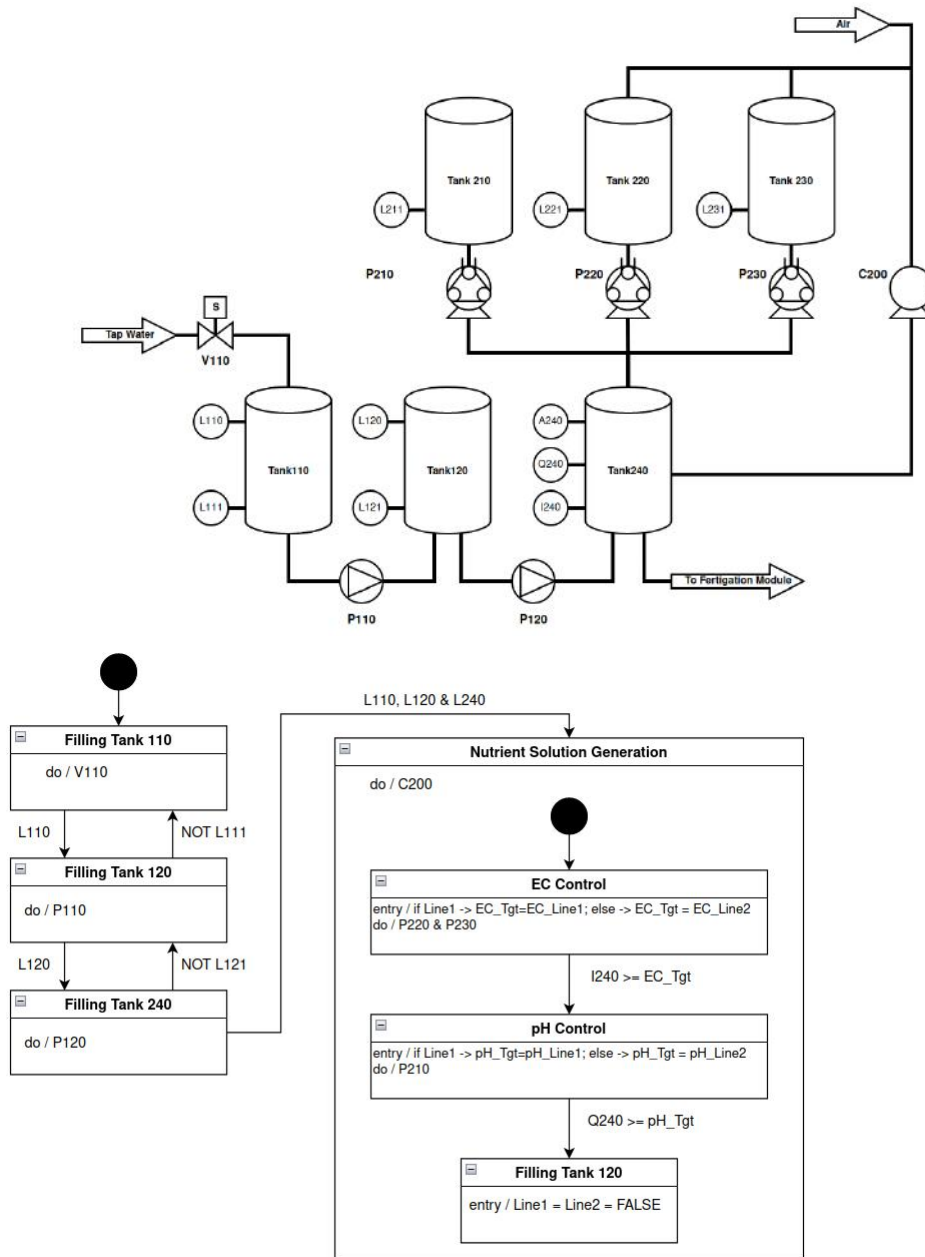 Air
Tank 210
Tank 220
Tank 230
L211
L221
L231
P210
P220
P230
C200
S
Tap Water
V110
L110
L120
A240
Tank110
Tank120
Q240
Tank240
L111
L121
I240
To Fertigation Module
P110
P120
L110, L120 & L240
Filling Tank 110
do / V110
L110
NOT L111
Filling Tank 120
do / P110
L120
NOT L121
Filling Tank 240
do / P120
Nutrient Solution Generation
do / C200
EC Control
entry / if Line1 -> EC_Tgt=EC_Line1; else -> EC_Tgt = EC_Line2
do / P220 & P230
I240 >= EC_Tgt
pH Control
entry / if Line1 -> pH_Tgt=pH_Line1; else -> pH_Tgt = pH_Line2
do / P210
Q240 >= pH_Tgt
Filling Tank 120
entry / Line1 = Line2 = FALSE